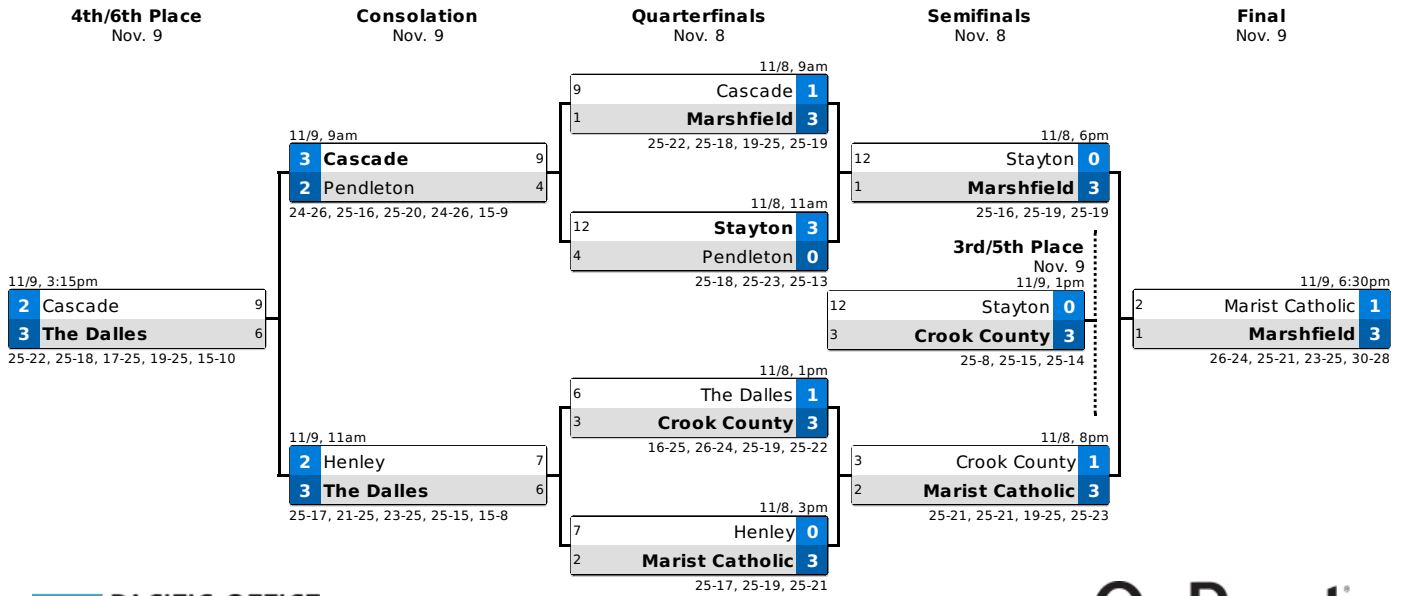 4th/6th Place
Nov. 9
Consolation
Nov. 9
Quarterfinals
Nov. 8
Semifinals
Nov. 8
Final
Nov. 9
11/9, 3:15pm
2 Cascade 9
3 The Dalles 6
25-22, 25-18, 17-25, 19-25, 15-10
11/9, 9am
3 Cascade 9
2 Pendleton 4
24-26, 25-16, 25-20, 24-26, 15-9
11/9, 11am
2 Henley 7
3 The Dalles 6
25-17, 21-25, 23-25, 25-15, 15-8
11/8, 9am
9 Cascade 1
1 Marshfield 3
25-22, 25-18, 19-25, 25-19
11/8, 11am
12 Stayton 3
4 Pendleton 0
25-18, 25-23, 25-13
11/8, 1pm
6 The Dalles 1
3 Crook County 3
16-25, 26-24, 25-19, 25-22
11/8, 3pm
7 Henley 0
2 Marist Catholic 3
25-17, 25-19, 25-21
11/8, 6pm
12 Stayton 0
1 Marshfield 3
25-16, 25-19, 25-19
3rd/5th Place
Nov. 9
11/9, 1pm
12 Stayton 0
3 Crook County 3
25-8, 25-15, 25-14
11/8, 8pm
3 Crook County 1
2 Marist Catholic 3
25-21, 25-21, 19-25, 25-23
11/9, 6:30pm
2 Marist Catholic 1
1 Marshfield 3
26-24, 25-21, 23-25, 30-28
PACIFIC OFFICE